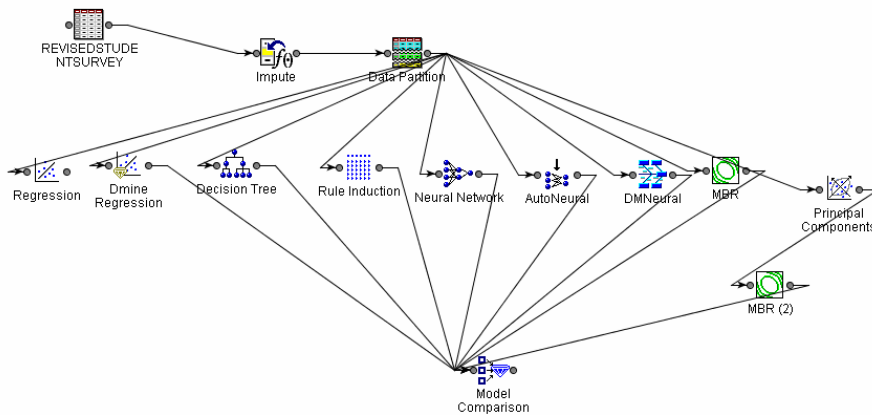 REVISEDSTUDE
NTSURVEY
Impute
Data Partition
Regression
Dmine
Regression
Decision Tree
Rule Induction
Neural Network
AutoNeural
DMNeural
MBR
Principal
Components
MBR (2)
Model
Comparison